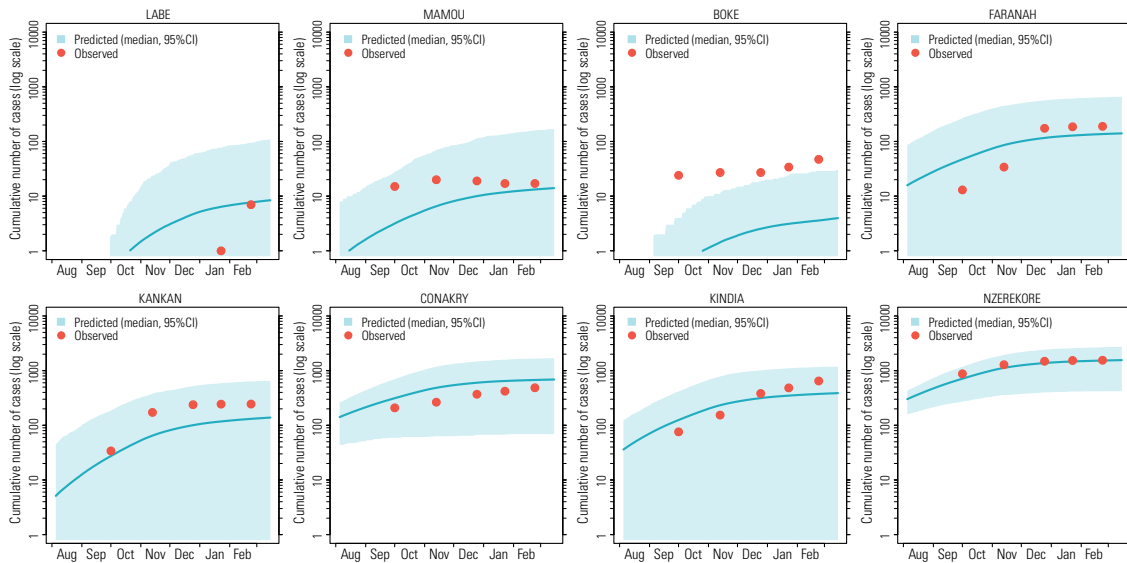 LABE
Cumulative number of cases (log scale)
10000
1000
100
10
1
Predicted (median, 95%CI)
Observed
Aug Sep Oct Nov Dec Jan Feb
MAMOU
Cumulative number of cases (log scale)
10000
1000
100
10
1
Predicted (median, 95%CI)
Observed
Aug Sep Oct Nov Dec Jan Feb
BOKE
Cumulative number of cases (log scale)
10000
1000
100
10
1
Predicted (median, 95%CI)
Observed
Aug Sep Oct Nov Dec Jan Feb
FARANAH
Cumulative number of cases (log scale)
10000
1000
100
10
1
Predicted (median, 95%CI)
Observed
Aug Sep Oct Nov Dec Jan Feb
KANKAN
Cumulative number of cases (log scale)
10000
1000
100
10
1
Predicted (median, 95%CI)
Observed
Aug Sep Oct Nov Dec Jan Feb
CONAKRY
Cumulative number of cases (log scale)
10000
1000
100
10
1
Predicted (median, 95%CI)
Observed
Aug Sep Oct Nov Dec Jan Feb
KINDIA
Cumulative number of cases (log scale)
10000
1000
100
10
1
Predicted (median, 95%CI)
Observed
Aug Sep Oct Nov Dec Jan Feb
NZEREKORE
Cumulative number of cases (log scale)
10000
1000
100
10
1
Predicted (median, 95%CI)
Observed
Aug Sep Oct Nov Dec Jan Feb